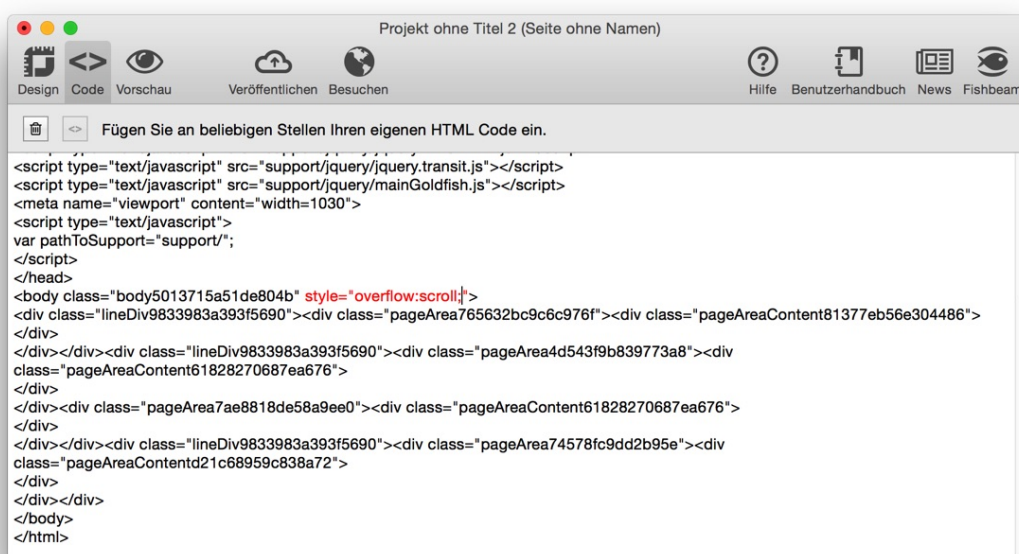 Projekt ohne Titel 2 (Seite ohne Namen)
Design Code Vorschau Veröffentlichen Besuchen Hilfe Benutzerhandbuch News Fishbeam
Fügen Sie an beliebigen Stellen Ihren eigenen HTML Code ein.
<script type="text/javascript" src="support/jquery/jquery.transit.js"></script>
<script type="text/javascript" src="support/jquery/mainGoldfish.js"></script>
<meta name="viewport" content="width=1030">
<script type="text/javascript">
var pathToSupport="support/";
</script>
</head>
<body class="body5013715a51de804b" style="overflow:scroll;">
<div class="lineDiv9833983a393f5690"><div class="pageArea765632bc9c6c976f"><div class="pageAreaContent81377eb56e304486">
</div>
</div></div><div class="lineDiv9833983a393f5690"><div class="pageArea4d543f9b839773a8"><div
class="pageAreaContent61828270687ea676">
</div>
</div><div class="pageArea7ae8818de58a9ee0"><div class="pageAreaContent61828270687ea676">
</div>
</div></div><div class="lineDiv9833983a393f5690"><div class="pageArea74578fc9dd2b95e"><div
class="pageAreaContentd21c68959c838a72">
</div>
</div></div>
</body>
</html>